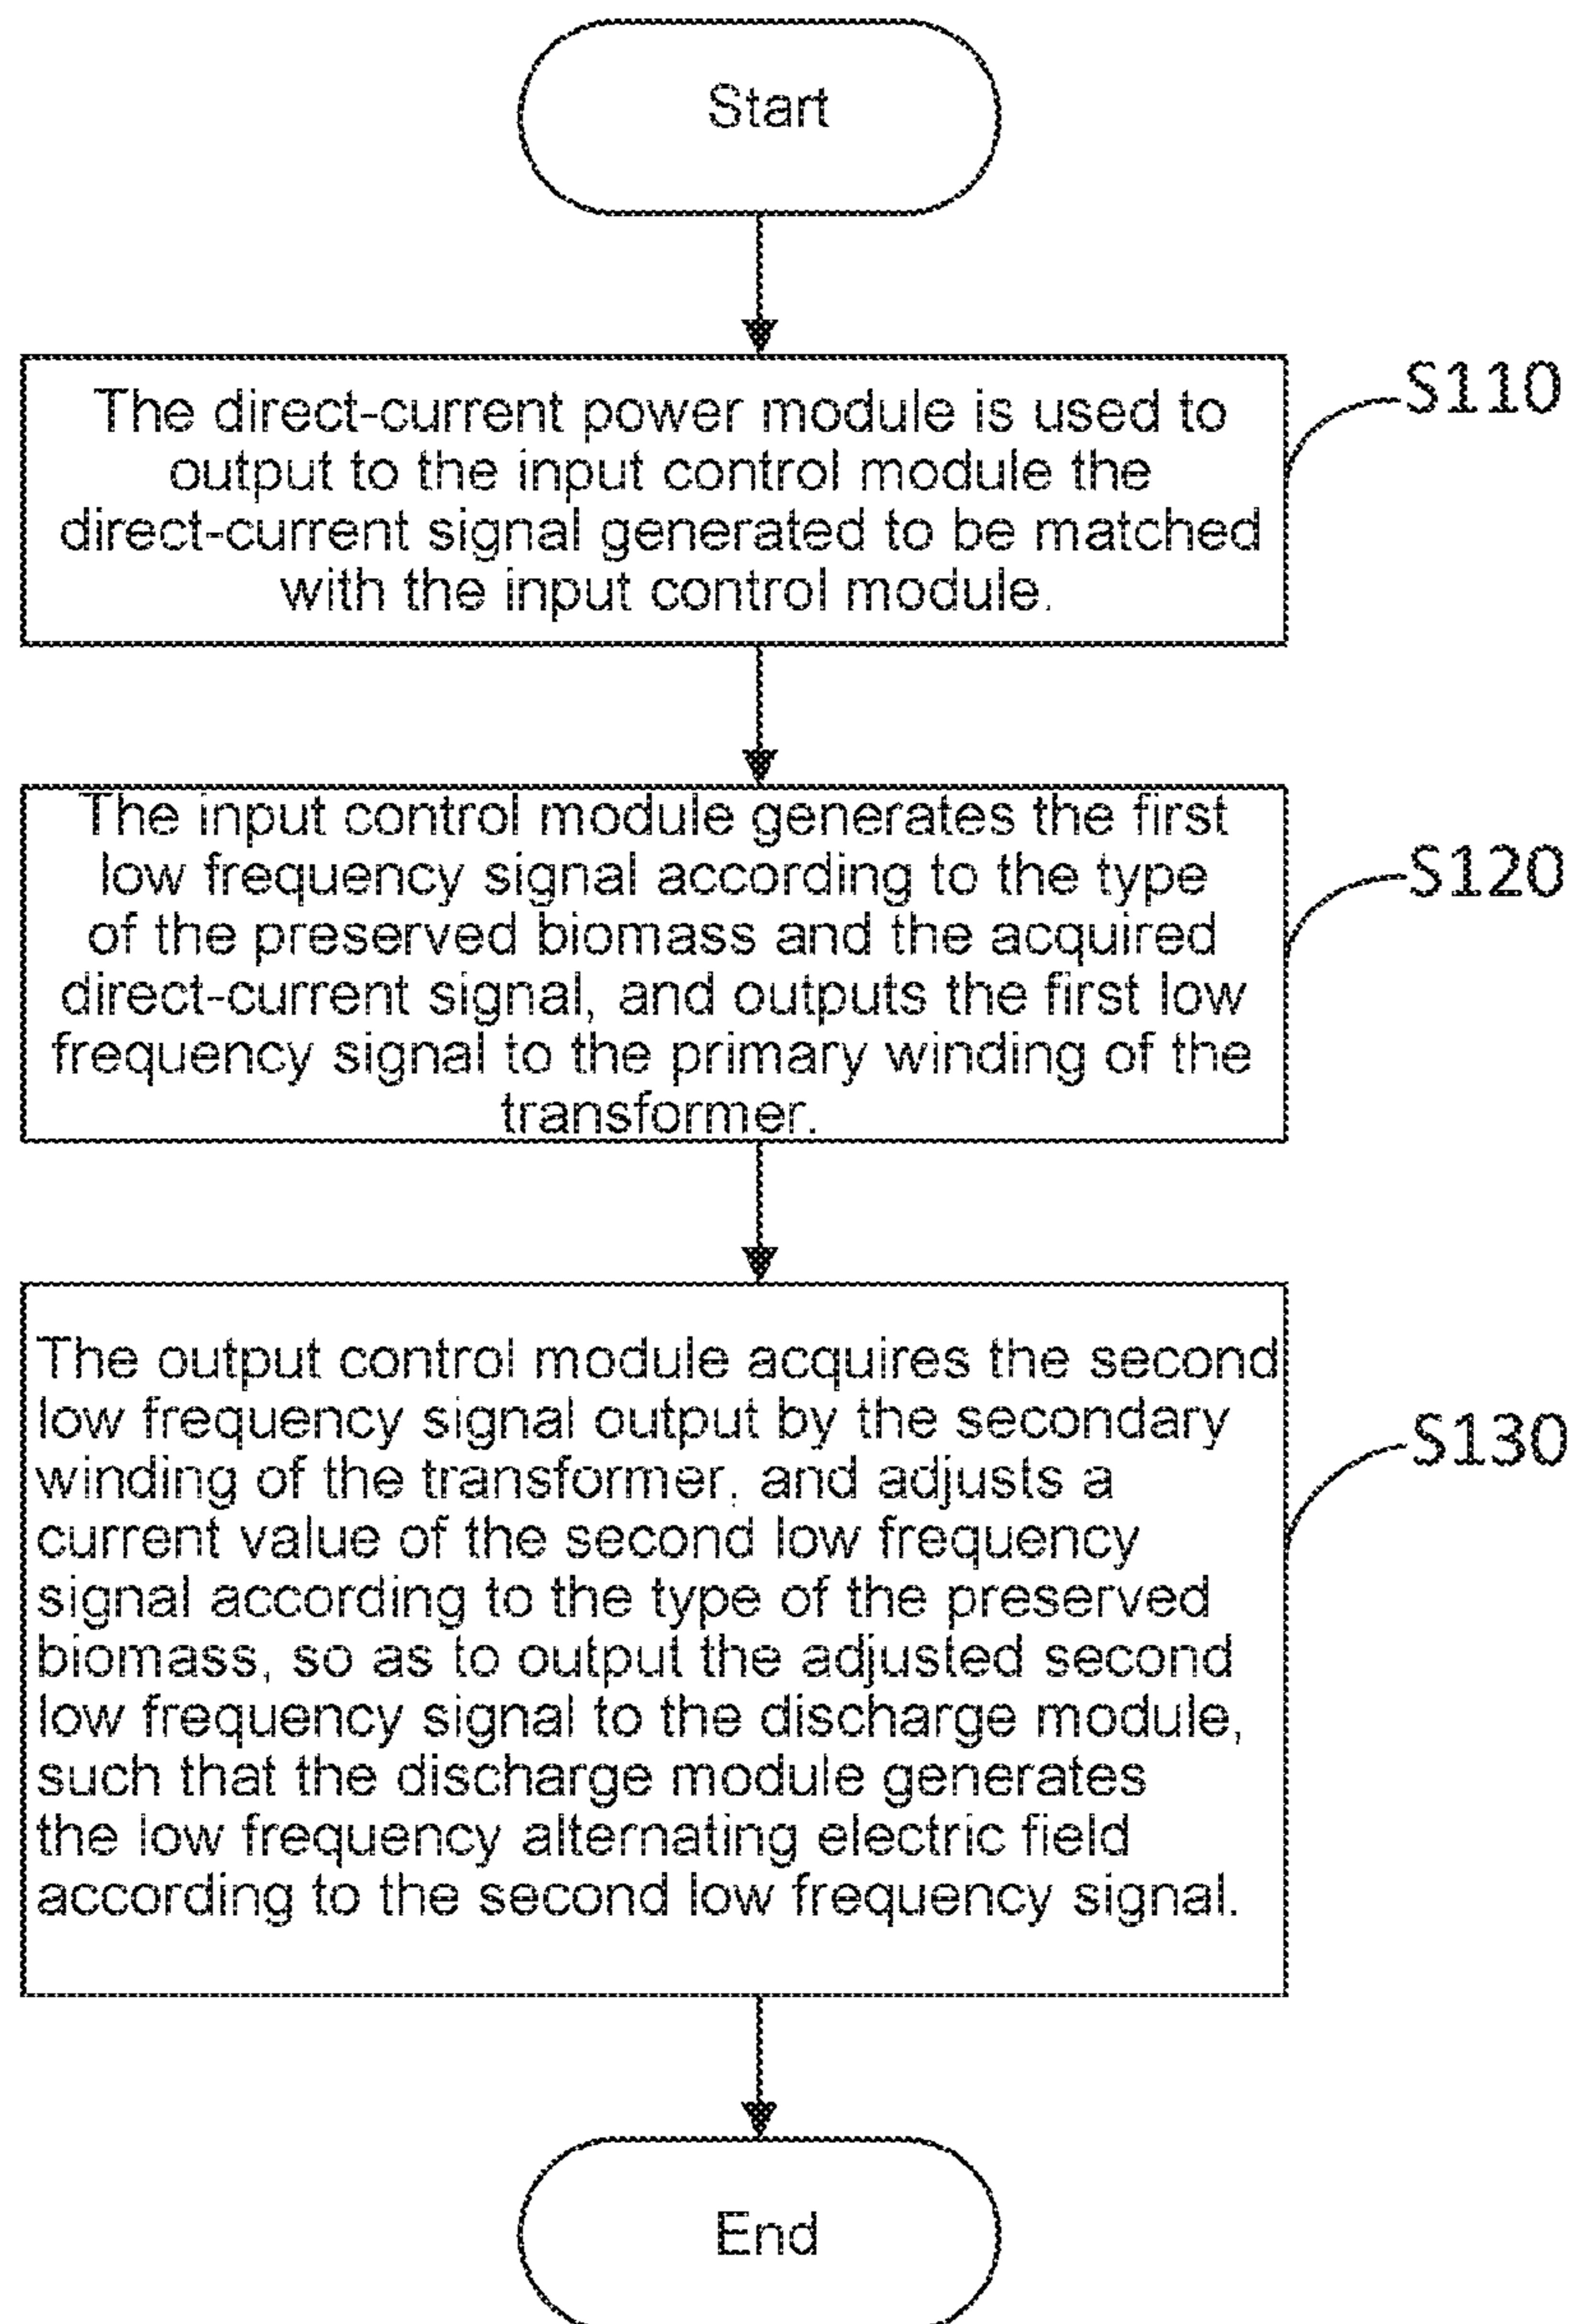 Start
The direct-current power module is used to
output to the input control module the
direct-current signal generated to be matched
with the input control module.
S110
The input control module generates the first
low frequency signal according to the type
of the preserved biomass and the acquired
direct-current signal, and outputs the first low
frequency signal to the primary winding of the
transformer.
S120
The output control module acquires the second
low frequency signal output by the secondary
winding of the transformer. and adjusts a
current value of the second low frequency
signal according to the type of the preserved
biomass, so as to output the adjusted second
low frequency signal to the discharge module,
such that the discharge module generates
the low frequency alternating electric field
according to the second low frequency signal.
S130
End